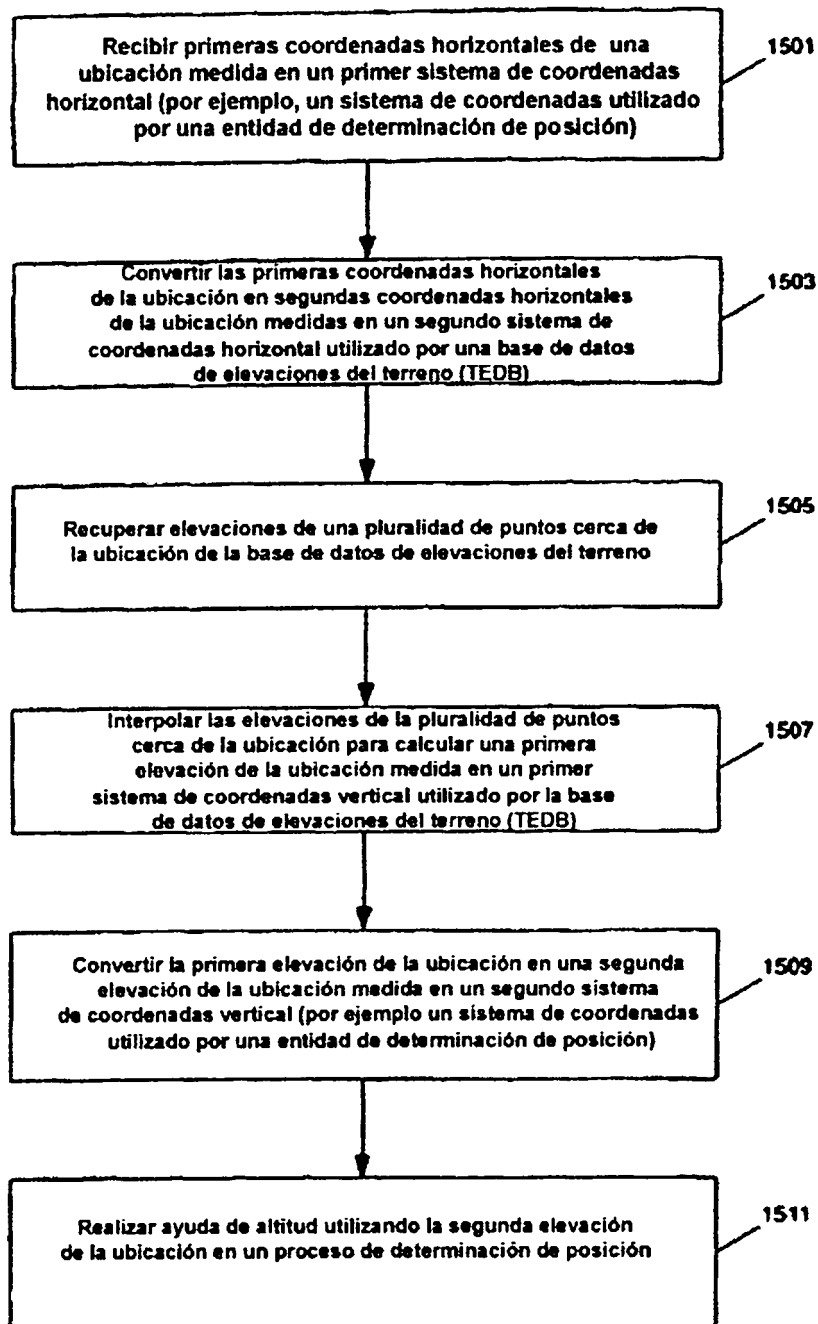 Recibir primeras coordenadas horizontales de una
ubicación medida en un primer sistema de coordenadas
horizontal (por ejemplo, un sistema de coordenadas utilizado
por una entidad de determinación de posición)
1501
Convertir las primeras coordenadas horizontales
de la ubicación en segundas coordenadas horizontales
de la ubicación medidas en un segundo sistema de
coordenadas horizontal utilizado por una base de datos
de elevaciones del terreno (TEDB)
1503
Recuperar elevaciones de una pluralidad de puntos cerca de
la ubicación de la base de datos de elevaciones del terreno
1505
Interpolar las elevaciones de la pluralidad de puntos
cerca de la ubicación para calcular una primera
elevación de la ubicación medida en un primer
sistema de coordenadas vertical utilizado por la base
de datos de elevaciones del terreno (TEDB)
1507
Convertir la primera elevación de la ubicación en una segunda
elevación de la ubicación medida en un segundo sistema
de coordenadas vertical (por ejemplo un sistema de coordenadas
utilizado por una entidad de determinación de posición)
1509
Realizar ayuda de altitud utilizando la segunda elevación
de la ubicación en un proceso de determinación de posición
1511